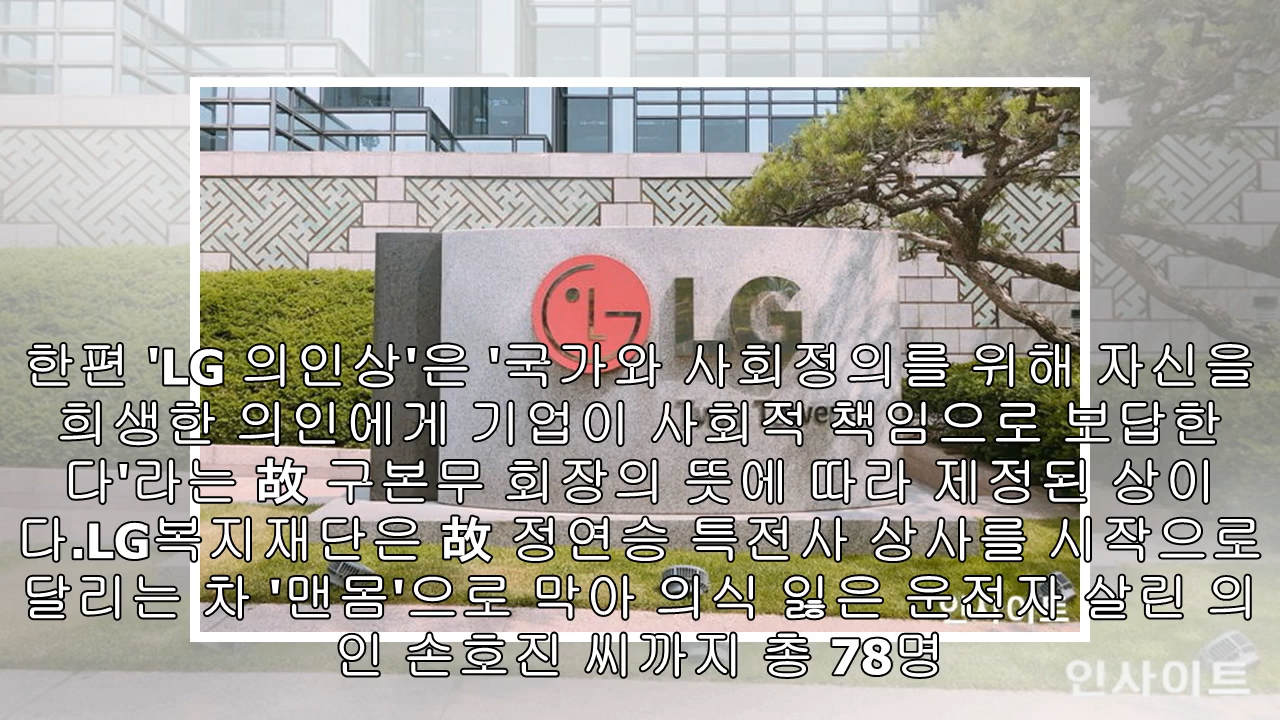 LG
한편 'LG 의인상'은 '국가와 사회정의를 위해 자신을
희생한 의인에게 기업이 사회적 책임으로 보답한
다'라는 故 구본무 회장의 뜻에 따라 제정된 상이
다.LG복지재단은 故 정연승 특전사 상사를 시작으로
달리는 차 '맨몸'으로 막아 의식 잃은 운전자 살린 의
인 손호진 씨까지 총 78명
인사이트
인사이트